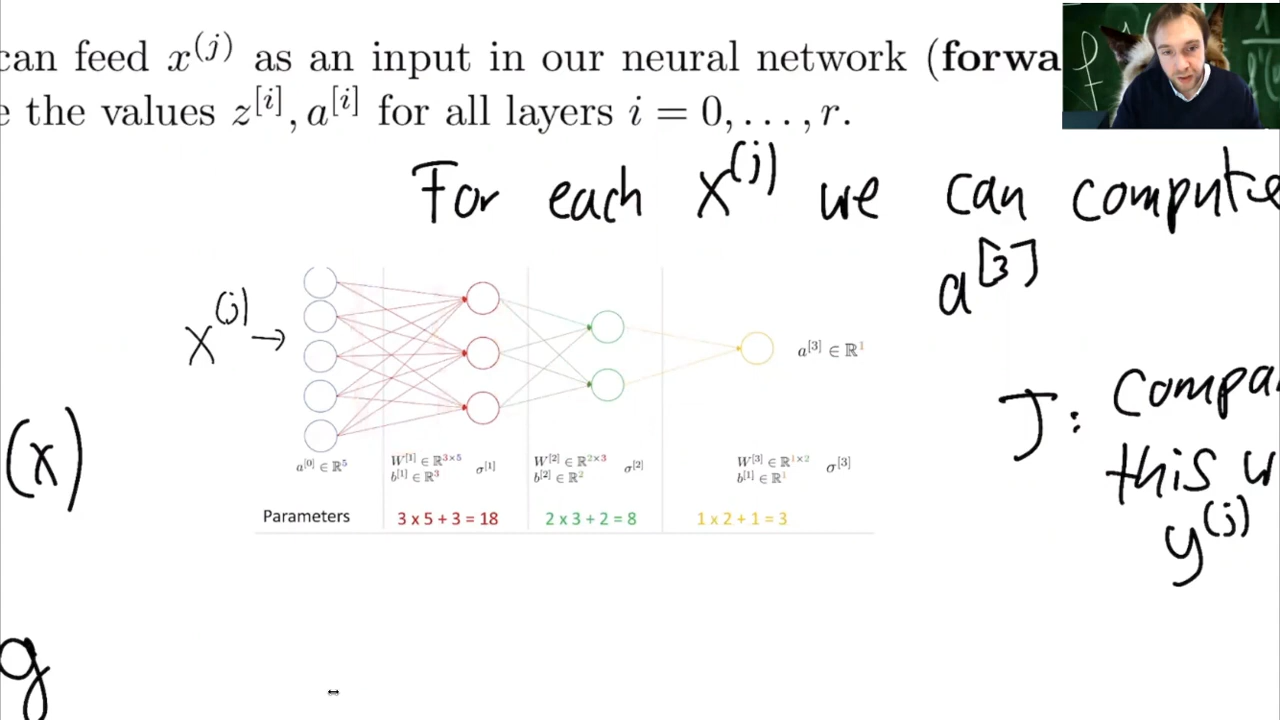 can feed x^(j) as an input in our neural network (forwa
e the values z^[i], a^[i] for all layers i = 0, . . . , r.
For each x^(j) we can compute
a^[3]
x^(j) →
a^[3] ∈ ℝ^1
J: Compa
this w
y^(j)
(x)
a^[0] ∈ ℝ^5
W^[1] ∈ ℝ^3×5
b^[1] ∈ ℝ^3
σ^[1]
W^[2] ∈ ℝ^2×3
b^[2] ∈ ℝ^2
σ^[2]
W^[3] ∈ ℝ^1×2
b^[1] ∈ ℝ^1
σ^[3]
Parameters 3 x 5 + 3 = 18 2 x 3 + 2 = 8 1 x 2 + 1 = 3
g